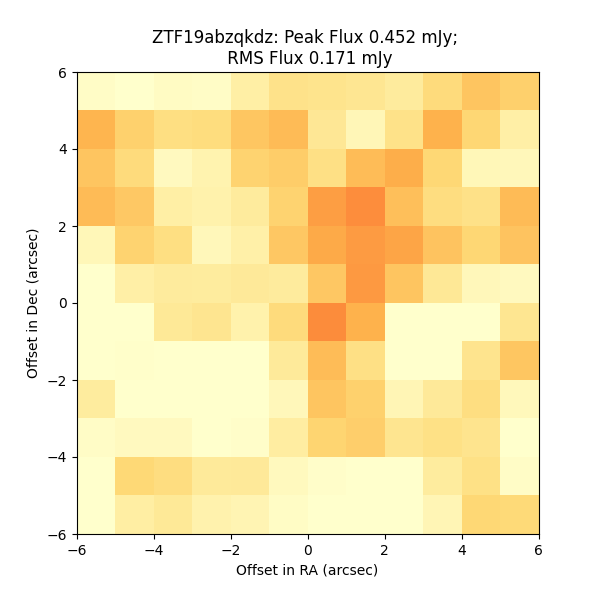 ZTF19abzqkdz: Peak Flux 0.452 mJy;
RMS Flux 0.171 mJy
6
4
2
0
−2
−4
−6
Offset in Dec (arcsec)
−6 −4 −2 0 2 4 6
Offset in RA (arcsec)